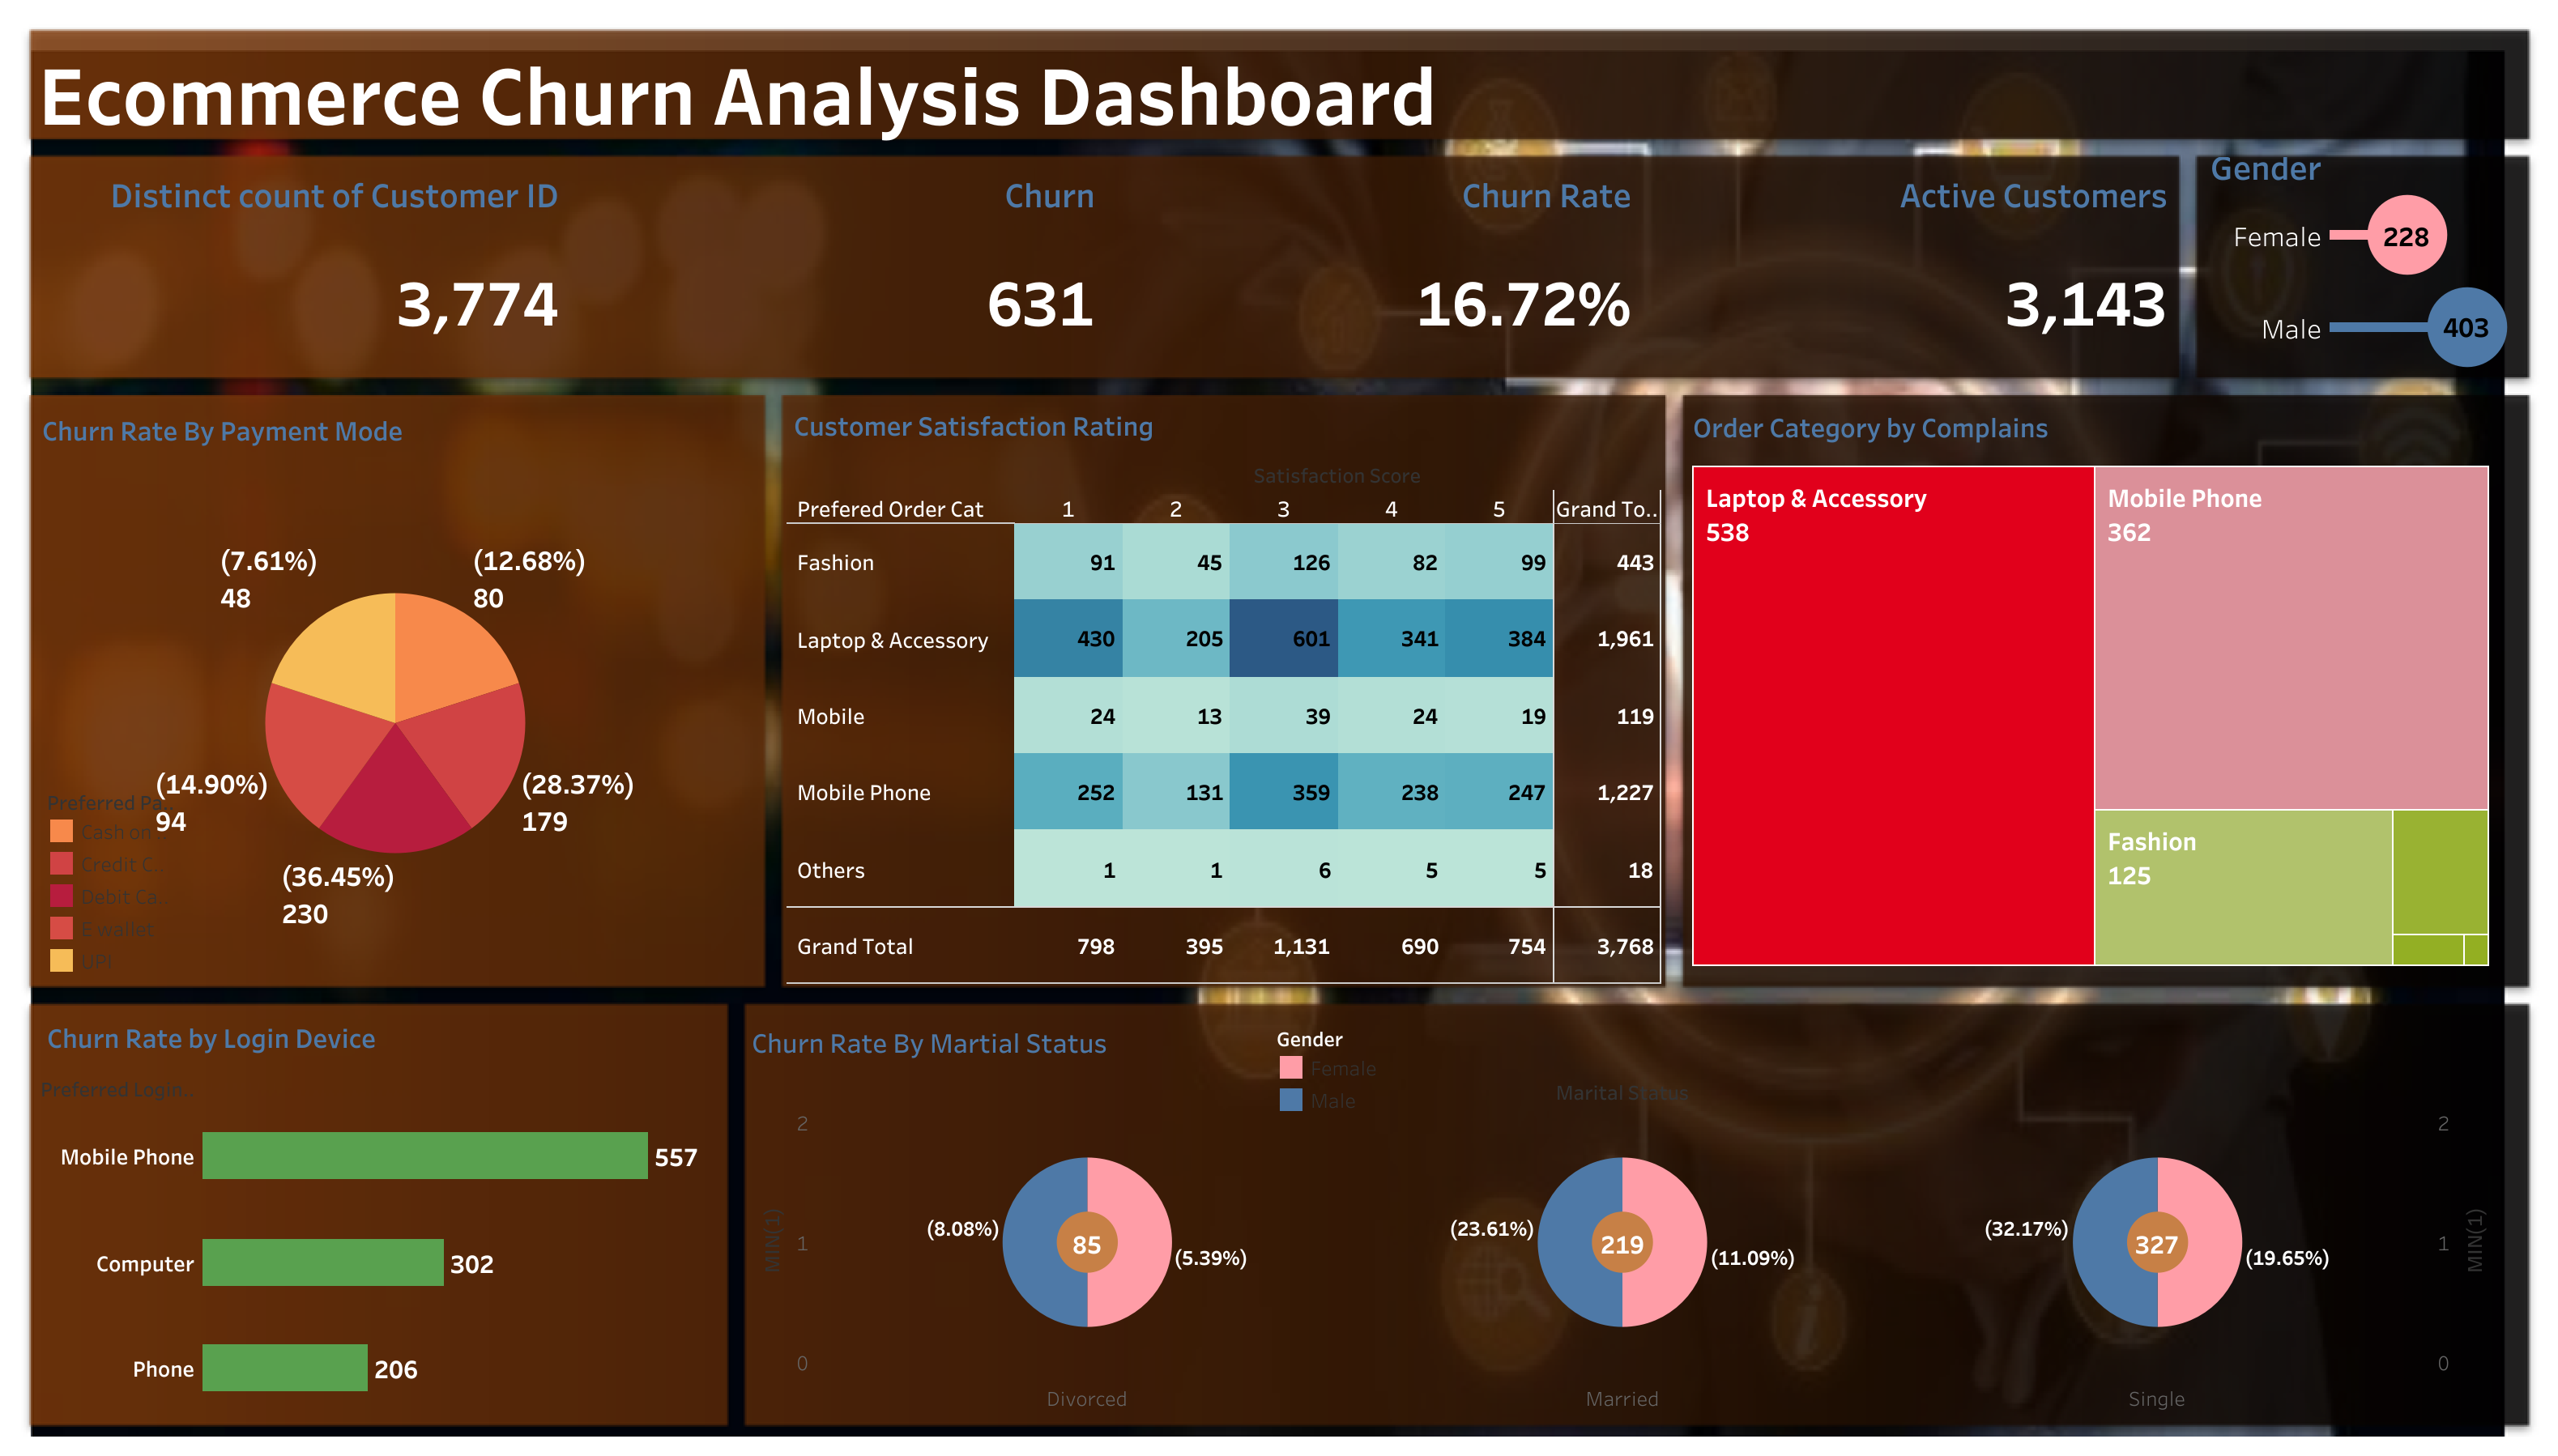 Ecommerce Churn Analysis Dashboard
Distinct count of Customer ID
3,774
Churn
631
Churn Rate
16.72%
Active Customers
3,143
Gender
Female 228
Male 403
Churn Rate By Payment Mode
(7.61%)
48
(12.68%)
80
(14.90%)
94
(28.37%)
179
(36.45%)
230
Preferred Pa..
Cash on
Credit C..
Debit Ca..
E wallet
UPI
Customer Satisfaction Rating
Satisfaction Score
Prefered Order Cat 1 2 3 4 5 Grand To..
Fashion 91 45 126 82 99 443
Laptop & Accessory 430 205 601 341 384 1,961
Mobile 24 13 39 24 19 119
Mobile Phone 252 131 359 238 247 1,227
Others 1 1 6 5 5 18
Grand Total 798 395 1,131 690 754 3,768
Order Category by Complains
Laptop & Accessory
538
Mobile Phone
362
Fashion
125
Churn Rate by Login Device
Preferred Login..
Mobile Phone 557
Computer 302
Phone 206
Churn Rate By Martial Status
Gender
Female
Male
Marital Status
2
1
0
MIN(1)
(8.08%) 85 (5.39%)
Divorced
(23.61%) 219 (11.09%)
Married
(32.17%) 327 (19.65%)
Single
2
1
0
MIN(1)